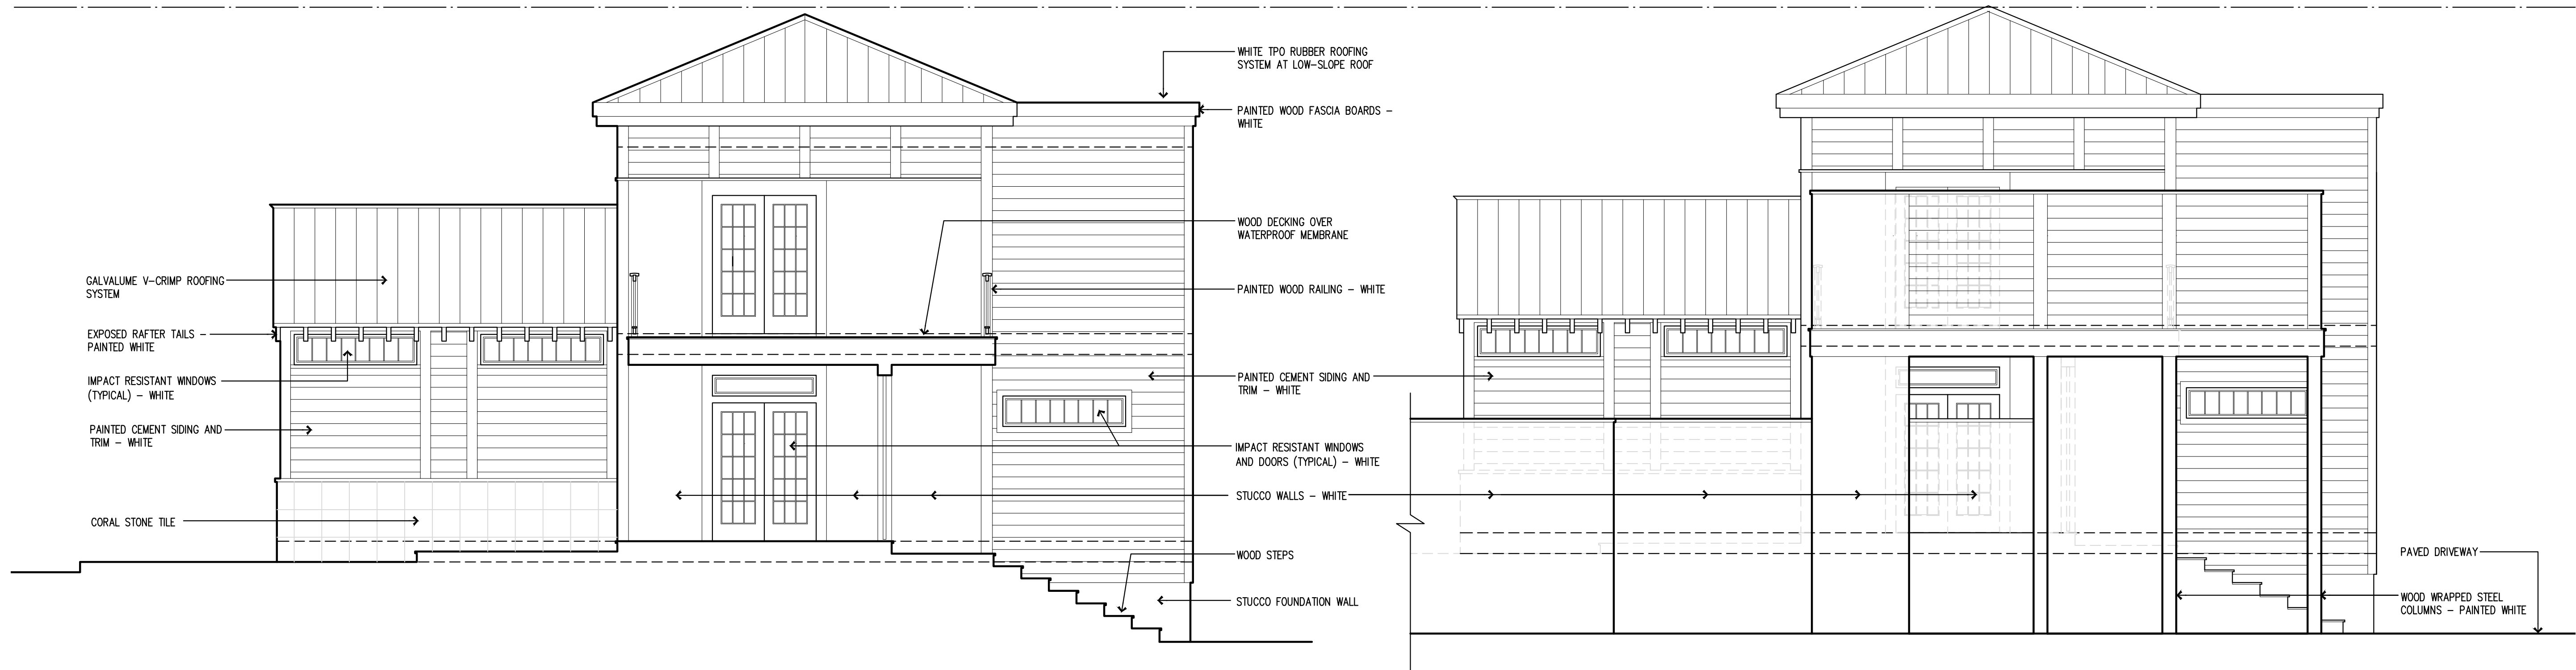 WHITE TPO RUBBER ROOFING
SYSTEM AT LOW-SLOPE ROOF
PAINTED WOOD FASCIA BOARDS –
WHITE
WOOD DECKING OVER
WATERPROOF MEMBRANE
GALVALUME V-CRIMP ROOFING
SYSTEM
PAINTED WOOD RAILING – WHITE
EXPOSED RAFTER TAILS –
PAINTED WHITE
IMPACT RESISTANT WINDOWS
(TYPICAL) – WHITE
PAINTED CEMENT SIDING AND
TRIM – WHITE
PAINTED CEMENT SIDING AND
TRIM – WHITE
IMPACT RESISTANT WINDOWS
AND DOORS (TYPICAL) – WHITE
STUCCO WALLS – WHITE
CORAL STONE TILE
WOOD STEPS
PAVED DRIVEWAY
STUCCO FOUNDATION WALL
WOOD WRAPPED STEEL
COLUMNS – PAINTED WHITE